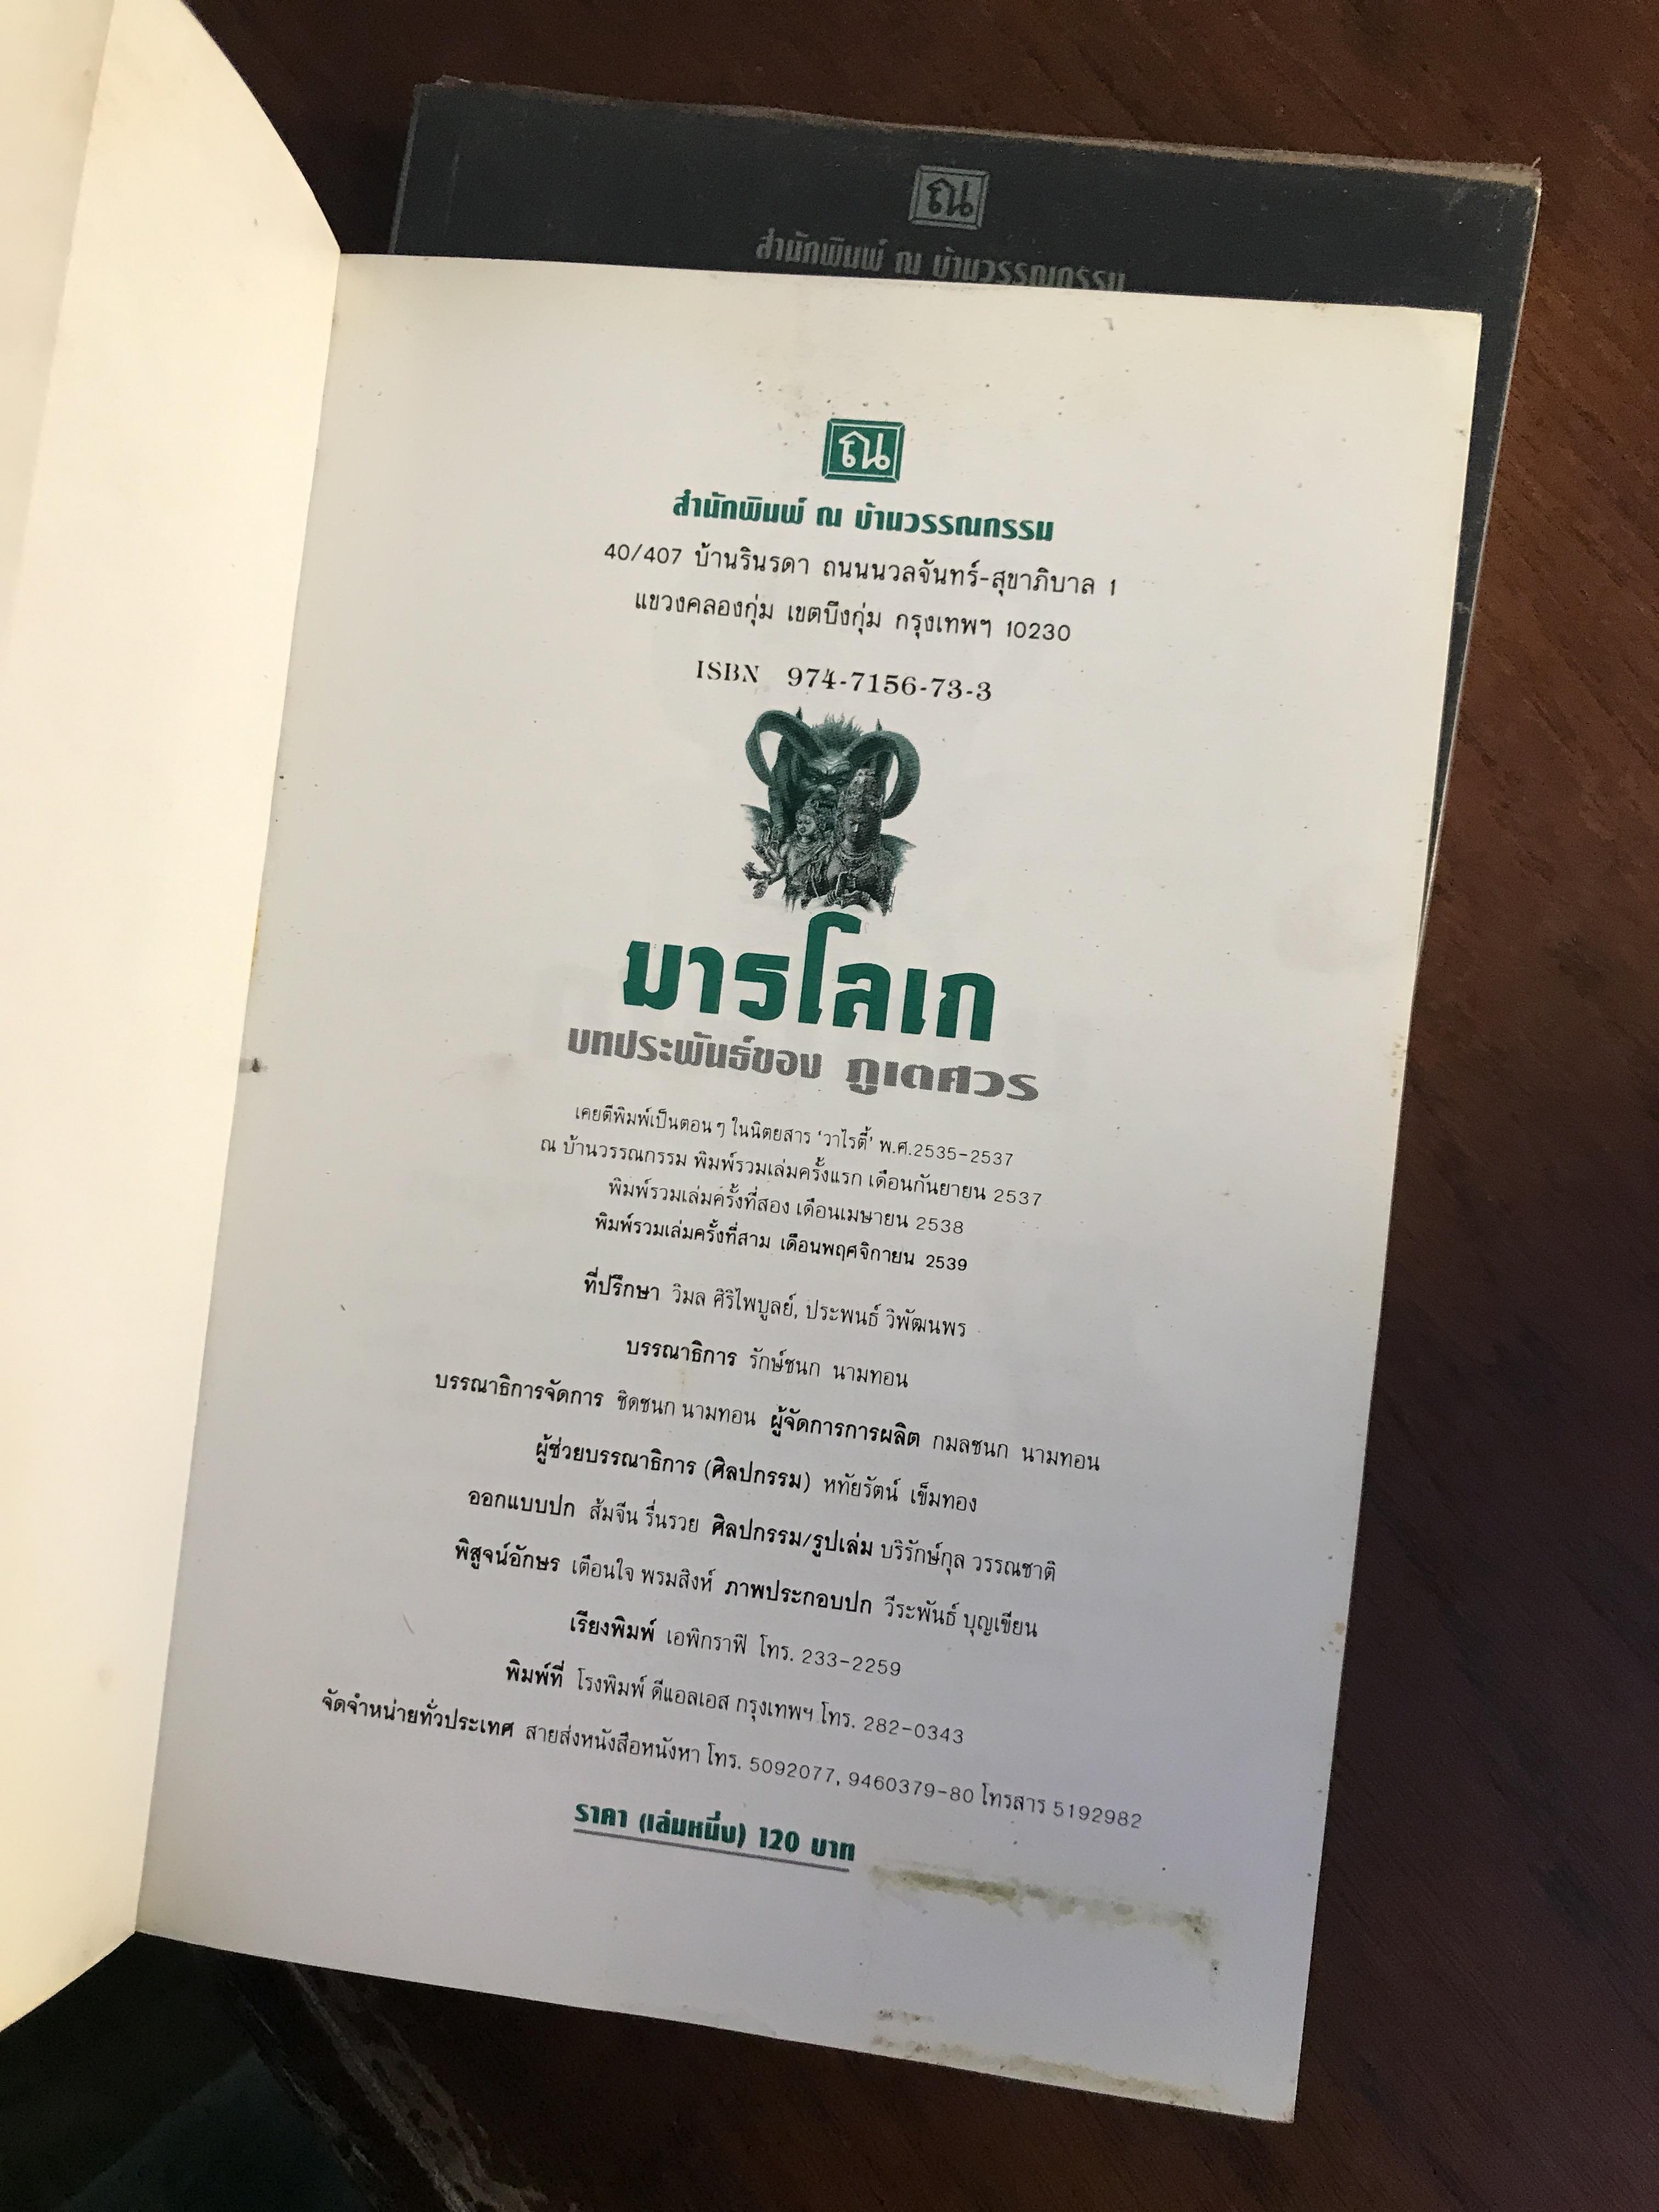 ณ
สำนักพิมพ์ ณ บ้านวรรณกรรม
ณ
สำนักพิมพ์ ณ บ้านวรรณกรรม
40/407 บ้านรินรดา ถนนนวลจันทร์-สุขาภิบาล 1
แขวงคลองกุ่ม เขตบึงกุ่ม กรุงเทพฯ 10230
ISBN 974-7156-73-3
มารโลเก
บทประพันธ์ของ ภูเตศวร
เคยตีพิมพ์เป็นตอนๆ ในนิตยสาร 'วาไรตี้' พ.ศ.2535-2537
ณ บ้านวรรณกรรม พิมพ์รวมเล่มครั้งแรก เดือนกันยายน 2537
พิมพ์รวมเล่มครั้งที่สอง เดือนเมษายน 2538
พิมพ์รวมเล่มครั้งที่สาม เดือนพฤศจิกายน 2539
ที่ปรึกษา วิมล ศิริไพบูลย์, ประพนธ์ วิพัฒนพร
บรรณาธิการ รักษ์ชนก นามทอน
บรรณาธิการจัดการ ชิดชนก นามทอน ผู้จัดการการผลิต กมลชนก นามทอน
ผู้ช่วยบรรณาธิการ (ศิลปกรรม) หทัยรัตน์ เข็มทอง
ออกแบบปก ส้มจีน รื่นรวย ศิลปกรรม/รูปเล่ม บริรักษ์กุล วรรณชาติ
พิสูจน์อักษร เตือนใจ พรมสิงห์ ภาพประกอบปก วีระพันธ์ บุญเขียน
เรียงพิมพ์ เอพิกราฟิ โทร. 233-2259
พิมพ์ที่ โรงพิมพ์ ดีแอลเอส กรุงเทพฯ โทร. 282-0343
จัดจำหน่ายทั่วประเทศ สายส่งหนังสือหนังหา โทร. 5092077, 9460379-80 โทรสาร 5192982
ราคา (เล่มหนึ่ง) 120 บาท